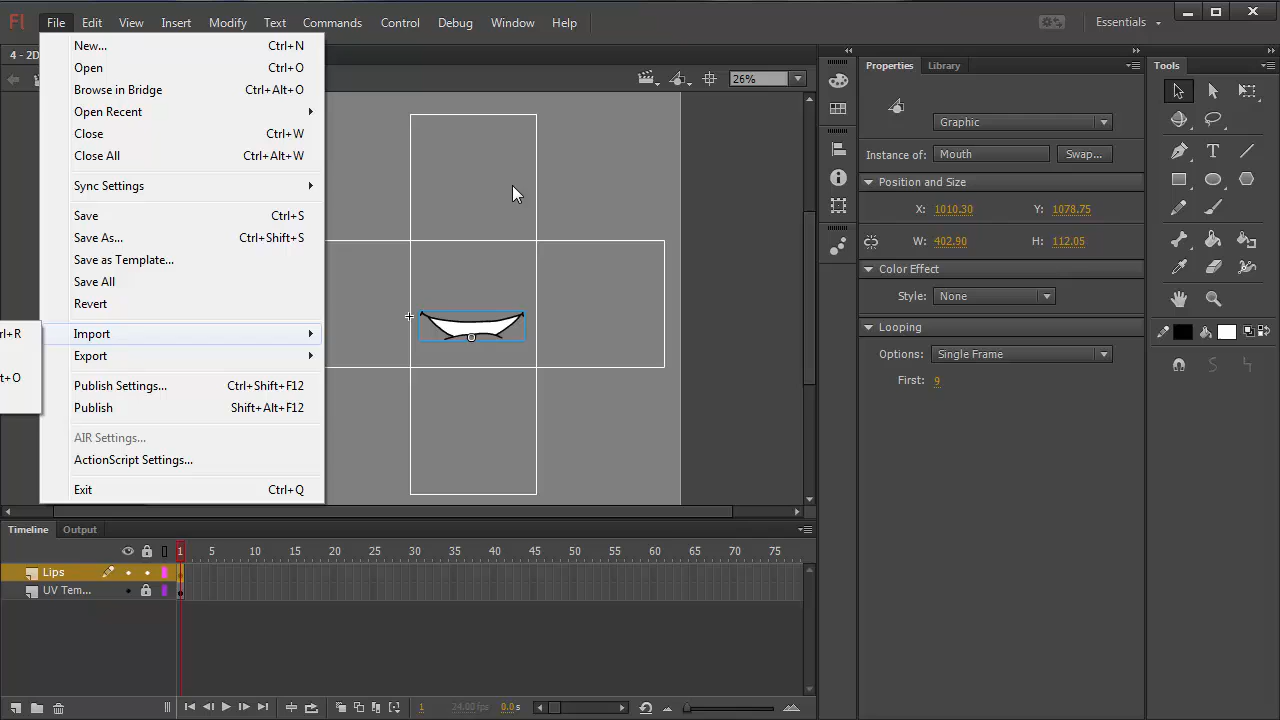 Fl File Edit View Insert Modify Text Commands Control Debug Window Help Essentials
4 - 2D
New... Ctrl+N
Open Ctrl+O
Browse in Bridge Ctrl+Alt+O
Open Recent
Close Ctrl+W
Close All Ctrl+Alt+W
Sync Settings
Save Ctrl+S
Save As... Ctrl+Shift+S
Save as Template...
Save All
Revert
Import
Export
Publish Settings... Ctrl+Shift+F12
Publish Shift+Alt+F12
AIR Settings...
ActionScript Settings...
Exit Ctrl+Q
rl+R
t+O
26%
Properties Library
Graphic
Instance of: Mouth Swap...
Position and Size
X: 1010.30 Y: 1078.75
W: 402.90 H: 112.05
Color Effect
Style: None
Looping
Options: Single Frame
First: 9
Tools
Timeline Output
1 5 10 15 20 25 30 35 40 45 50 55 60 65 70 75
Lips
UV Tem...
1 24.00 fps 0.0 s